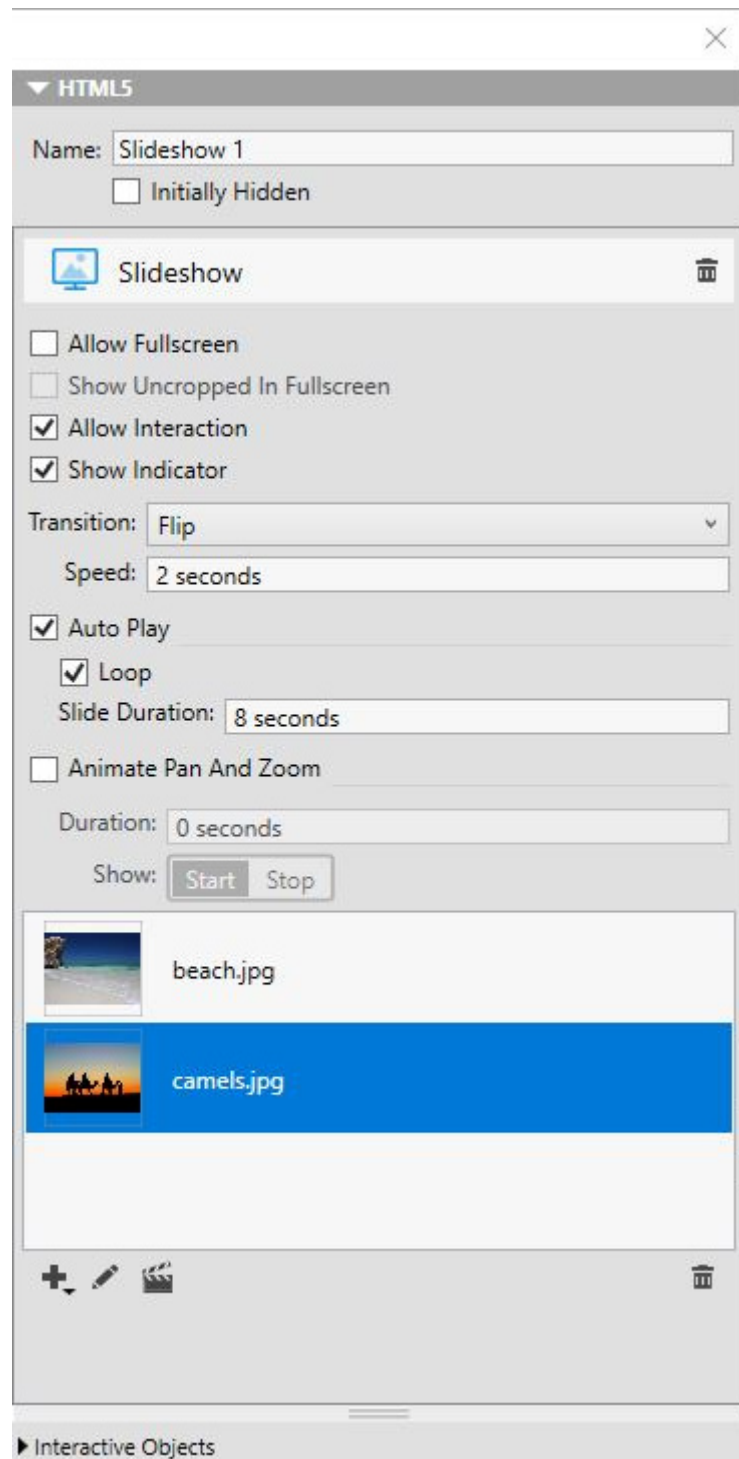 HTML5
Name: Slideshow 1
Initially Hidden
Slideshow
Allow Fullscreen
Show Uncropped In Fullscreen
Allow Interaction
Show Indicator
Transition: Flip
Speed: 2 seconds
Auto Play
Loop
Slide Duration: 8 seconds
Animate Pan And Zoom
Duration: 0 seconds
Show: Start Stop
beach.jpg
camels.jpg
Interactive Objects